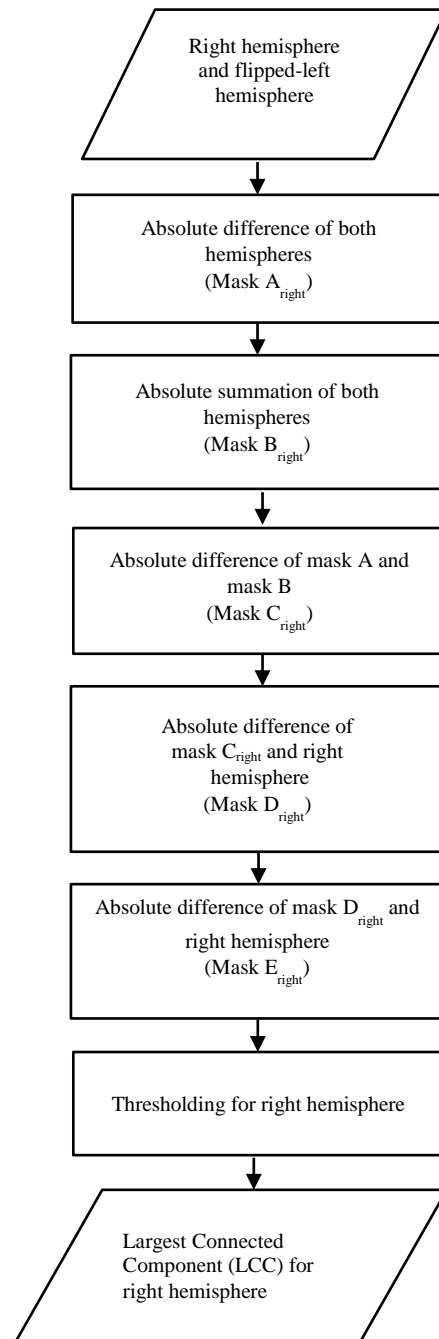 Right hemisphere
and flipped-left
hemisphere
Absolute difference of both
hemispheres
(Mask A right)
Absolute summation of both
hemispheres
(Mask B right)
Absolute difference of mask A and
mask B
(Mask C right)
Absolute difference of
mask Cright and right
hemisphere
(Mask D right)
Absolute difference of mask D right and
right hemisphere
(Mask E right)
Thresholding for right hemisphere
Largest Connected
Component (LCC) for
right hemisphere